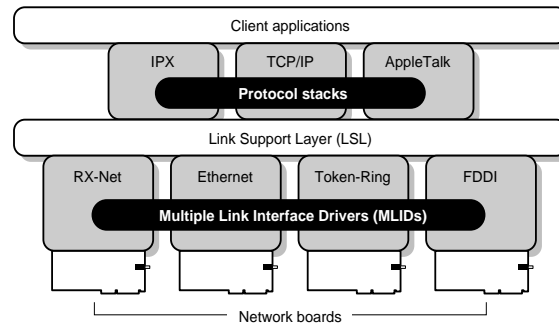 Client applications
IPX TCP/IP AppleTalk
Protocol stacks
Link Support Layer (LSL)
RX-Net Ethernet Token-Ring FDDI
Multiple Link Interface Drivers (MLIDs)
Network boards